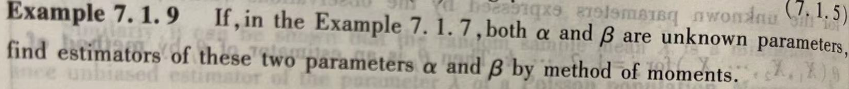 (7.1.5)
Example 7.1.9 If, in the Example 7.1.7, both α and β are unknown parameters,
find estimators of these two parameters α and β by method of moments.